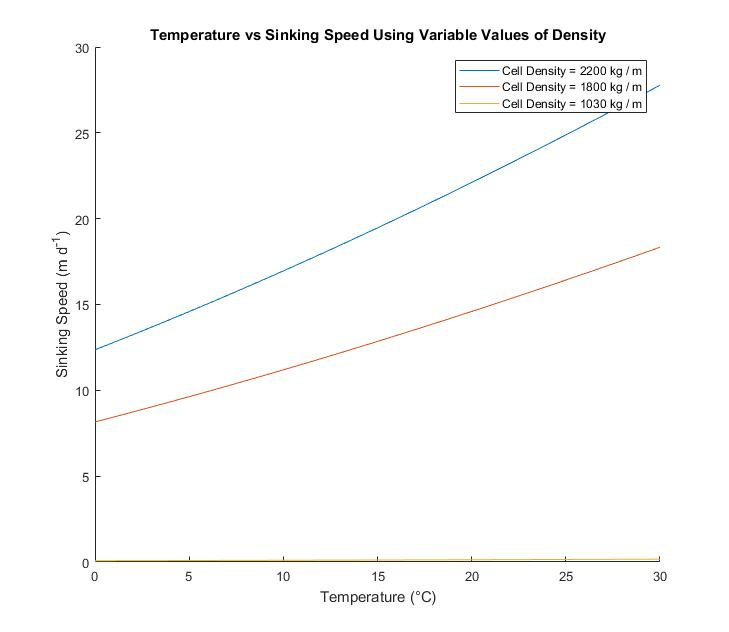 Temperature vs Sinking Speed Using Variable Values of Density
30
25
20
15
10
5
0
Sinking Speed (m d⁻¹)
Cell Density = 2200 kg / m
Cell Density = 1800 kg / m
Cell Density = 1030 kg / m
0 5 10 15 20 25 30
Temperature (°C)